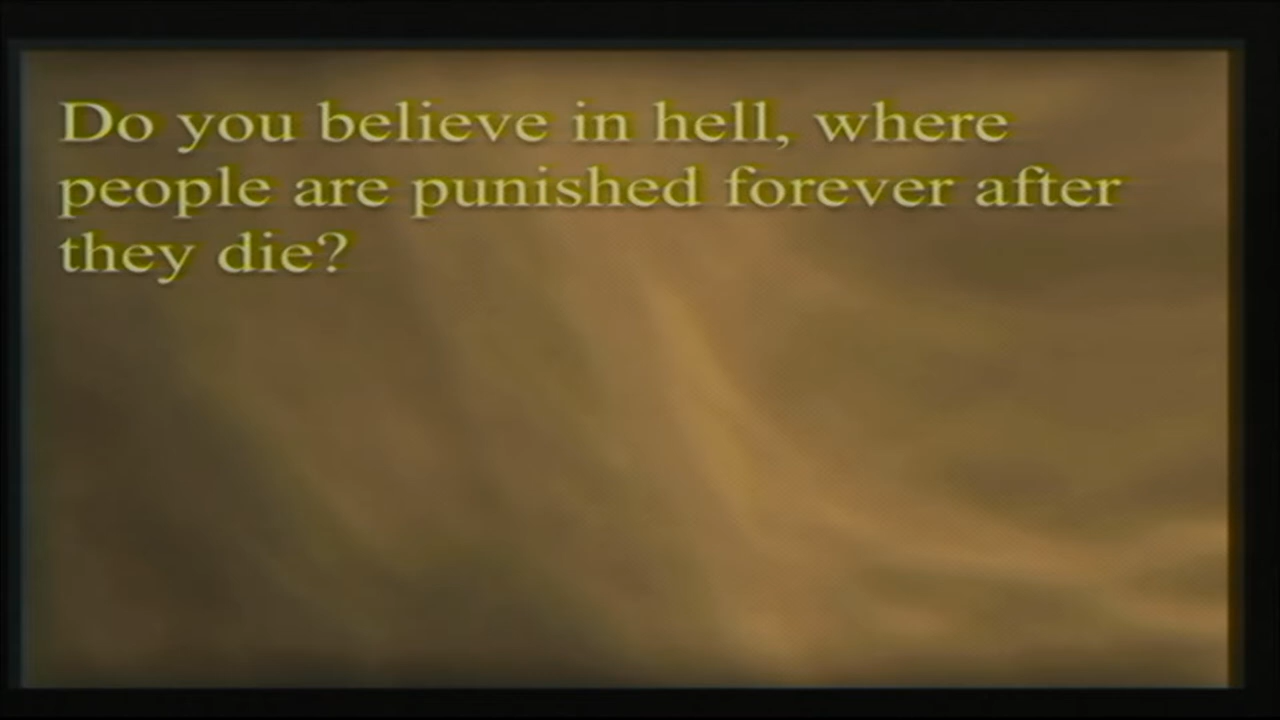 Do you believe in hell, where
people are punished forever after
they die?